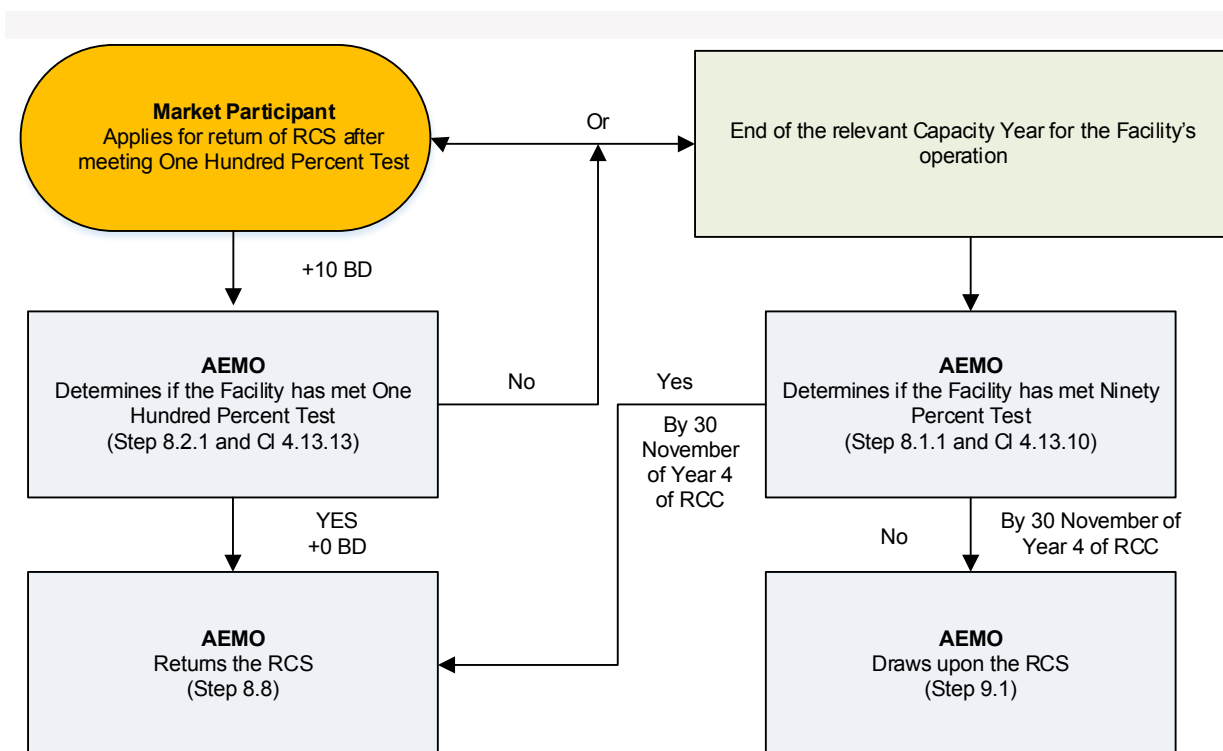 Market Participant
Applies for return of RCS after
meeting One Hundred Percent Test
Or
End of the relevant Capacity Year for the Facility's
operation
+10 BD
AEMO
Determines if the Facility has met One
Hundred Percent Test
(Step 8.2.1 and Cl 4.13.13)
No
Yes
By 30
November
of Year 4
of RCC
AEMO
Determines if the Facility has met Ninety
Percent Test
(Step 8.1.1 and Cl 4.13.10)
YES
+0 BD
No
By 30 November of
Year 4 of RCC
AEMO
Returns the RCS
(Step 8.8)
AEMO
Draws upon the RCS
(Step 9.1)